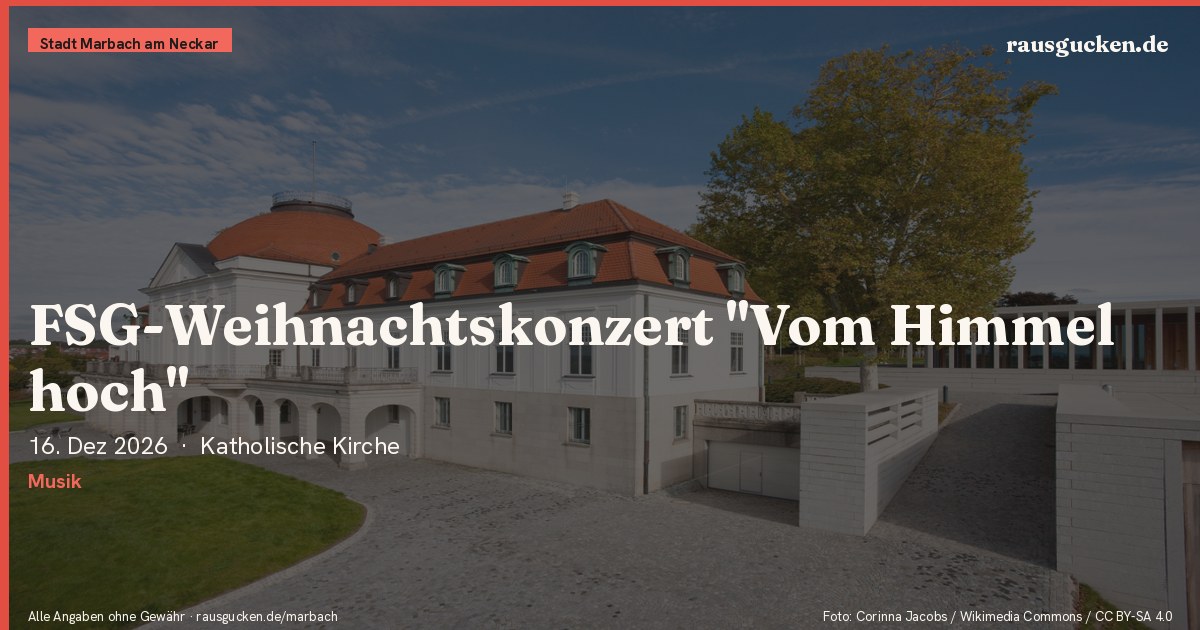 Stadt Marbach am Neckar
rausgucken.de
FSG-Weihnachtskonzert "Vom Himmel
hoch"
16. Dez 2026 · Katholische Kirche
Musik
Alle Angaben ohne Gewähr · rausgucken.de/marbach
Foto: Corinna Jacobs / Wikimedia Commons / CC BY-SA 4.0